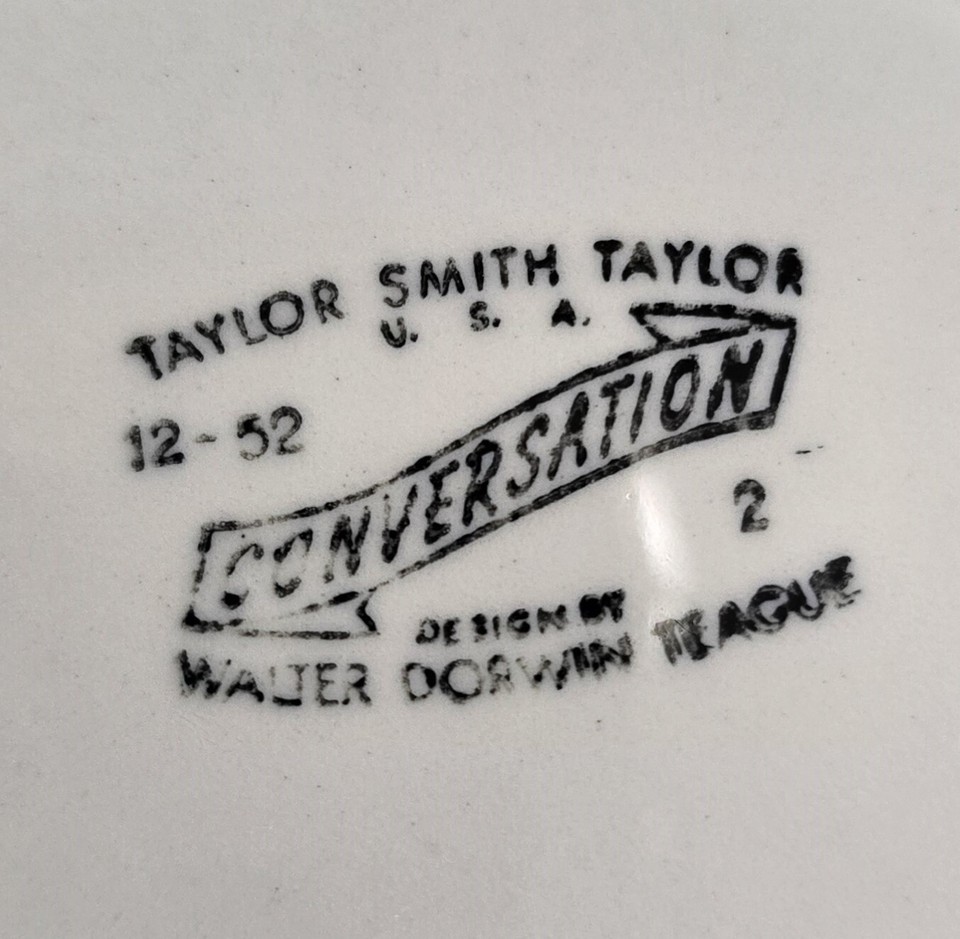 TAYLOR SMITH TAYLOR
U. S. A.
12-52
CONVERSATION
2
DESIGN BY
WALTER DORWIN TEAGUE